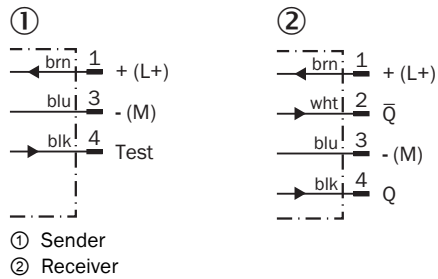 ① ②
brn 1 + (L+)
blu 3 - (M)
blk 4 Test
brn 1 + (L+)
wht 2 Q̅
blu 3 - (M)
blk 4 Q
① Sender
② Receiver